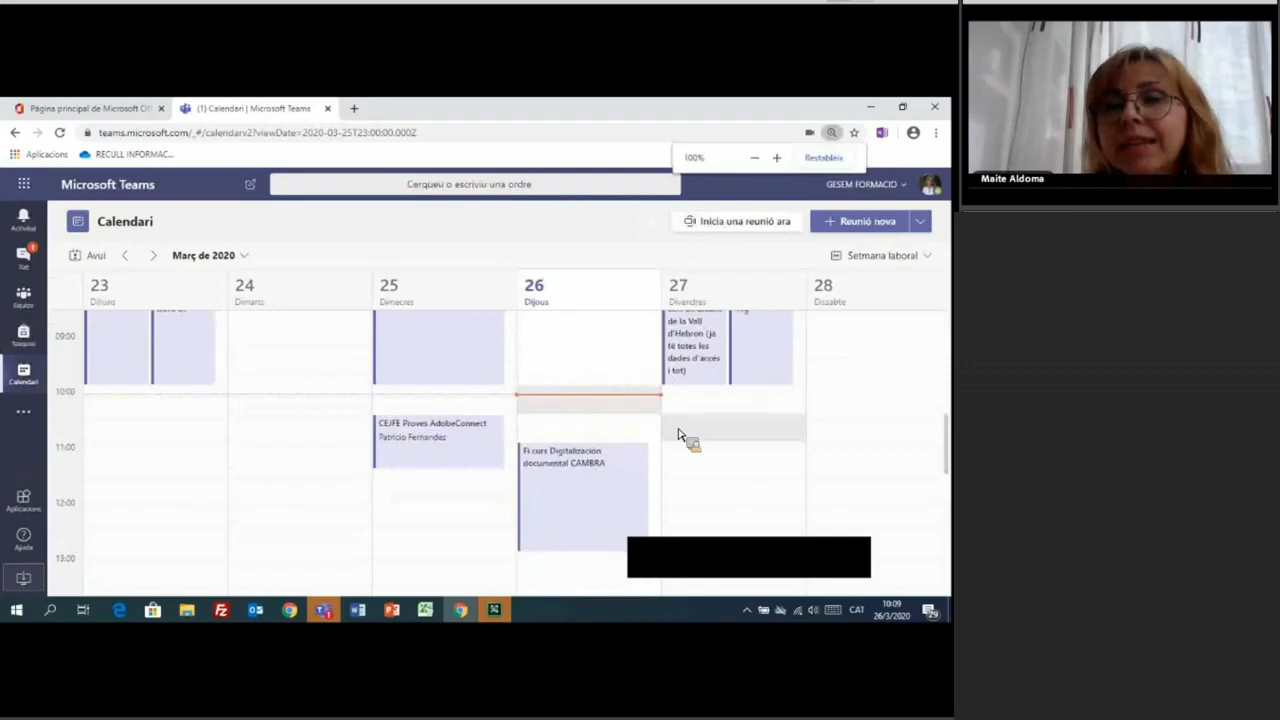 Página principal de Microsoft Of
(1) Calendari | Microsoft Teams
teams.microsoft.com/_#/calendarv2?viewDate=2020-03-25T23:00:00.000Z
Aplicacions
RECULL INFORMAC...
100%
Restableix
Microsoft Teams
Cerqueu o escriviu una ordre
GESEM FORMACIO
Maite Aldoma
Activitat
Calendari
Inicia una reunió ara
+ Reunió nova
Xat
1
Avui
Març de 2020
Setmana laboral
Equips
23
24
25
26
27
28
Dilluns
Dimarts
Dimecres
Dijous
Divendres
Dissabte
Tasques
09:00
de la Vall
d'Hebron (ja
té totes les
dades d'accés
i tot)
Calendari
10:00
CEJFE Proves AdobeConnect
Patricio Fernandez
11:00
Fi curs Digitalización
documental CAMBRA
12:00
Aplicacions
Ajuda
13:00
CAT
10:09
26/3/2020
29